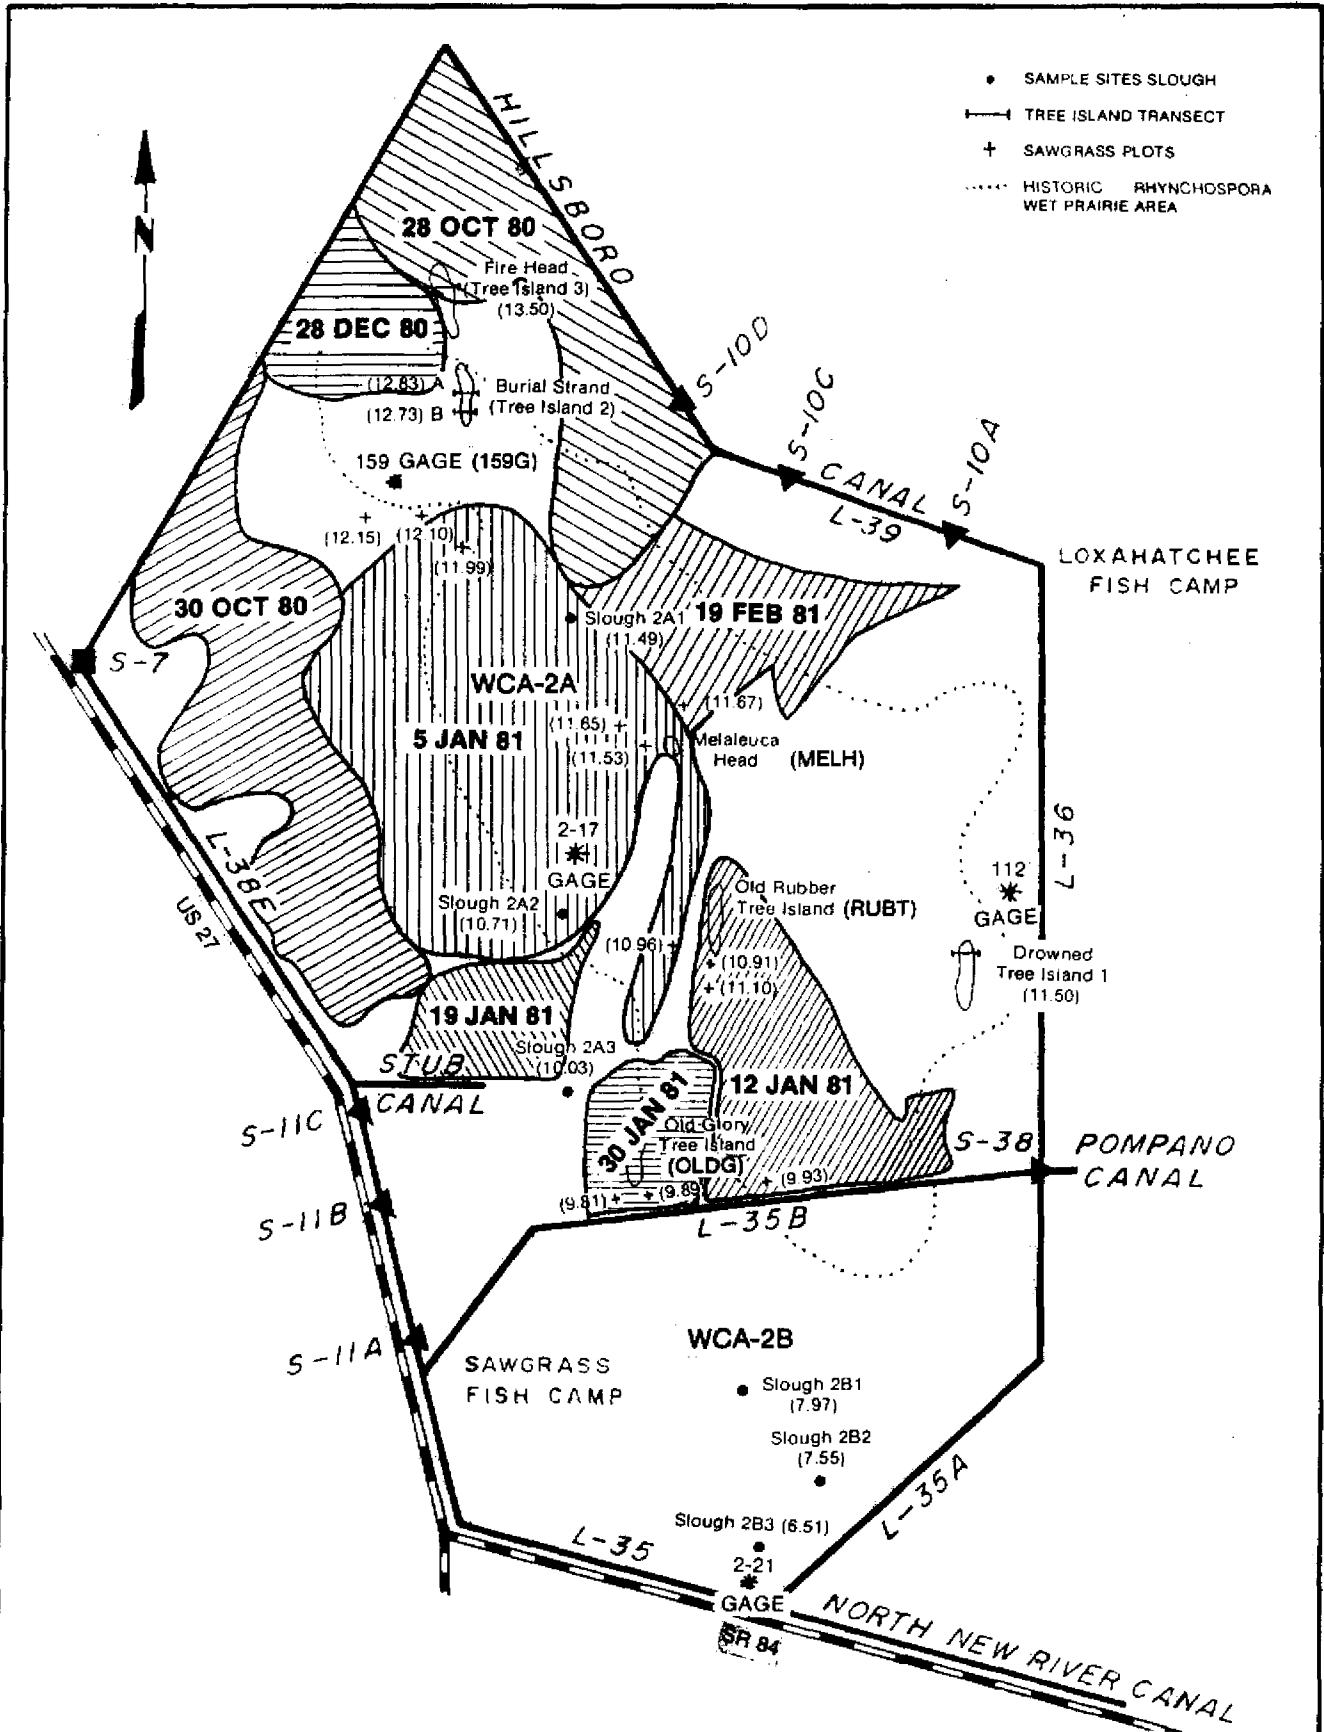 SAMPLE SITES SLOUGH
TREE ISLAND TRANSECT
SAWGRASS PLOTS
HISTORIC RHYNCHOSPORA
WET PRAIRIE AREA
N
HILLSBORO
28 OCT 80
Fire Head
(Tree Island 3)
(13.50)
28 DEC 80
(12.83) A
(12.73) B
Burial Strand
(Tree Island 2)
S-10D
S-10C
S-10A
CANAL
L-39
159 GAGE (159G)
(12.15)
(12.10)
(11.99)
LOXAHATCHEE
FISH CAMP
30 OCT 80
Slough 2A1
(11.49)
19 FEB 81
S-7
WCA-2A
(11.67)
(11.65)
5 JAN 81
(11.53)
Melaleuca
Head (MELH)
L-36
2-17
GAGE
L-38E
US 27
Slough 2A2
(10.71)
Old Rubber
Tree Island (RUBT)
112
GAGE
(10.96)
(10.91)
(11.10)
Drowned
Tree Island 1
(11.50)
19 JAN 81
Slough 2A3
(10.03)
STUB
CANAL
12 JAN 81
30 JAN 81
Old Glory
Tree Island
(OLDG)
S-11C
S-38
POMPANO
CANAL
(9.81)
(9.89)
(9.93)
S-11B
L-35B
S-11A
WCA-2B
SAWGRASS
FISH CAMP
Slough 2B1
(7.97)
Slough 2B2
(7.55)
L-35A
Slough 2B3 (6.51)
L-35
2-21
GAGE
SR 84
NORTH NEW RIVER CANAL